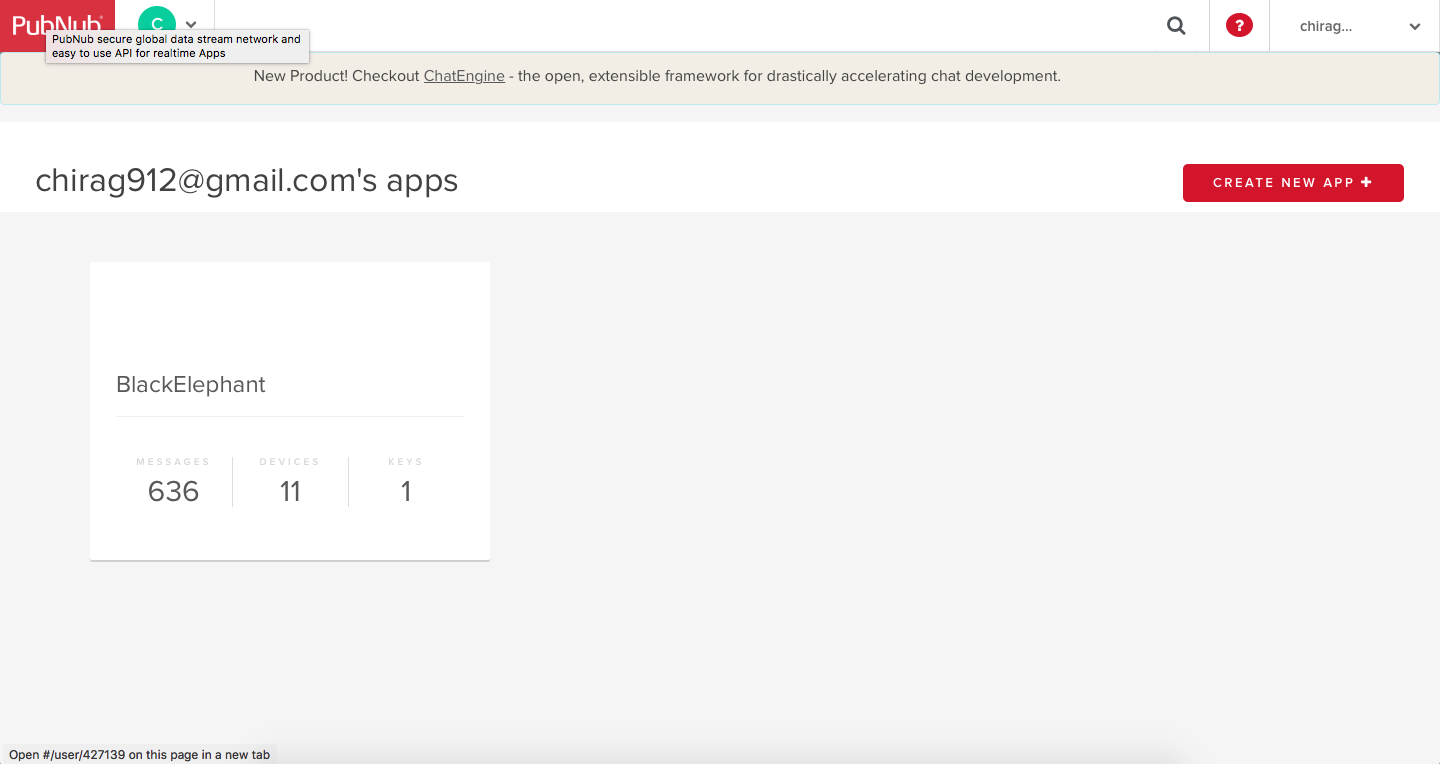 PubNub
C
?
chirag...
PubNub secure global data stream network and
easy to use API for realtime Apps
New Product! Checkout ChatEngine - the open, extensible framework for drastically accelerating chat development.
chirag912@gmail.com's apps
CREATE NEW APP +
BlackElephant
MESSAGES DEVICES KEYS
636 11 1
Open #/user/427139 on this page in a new tab